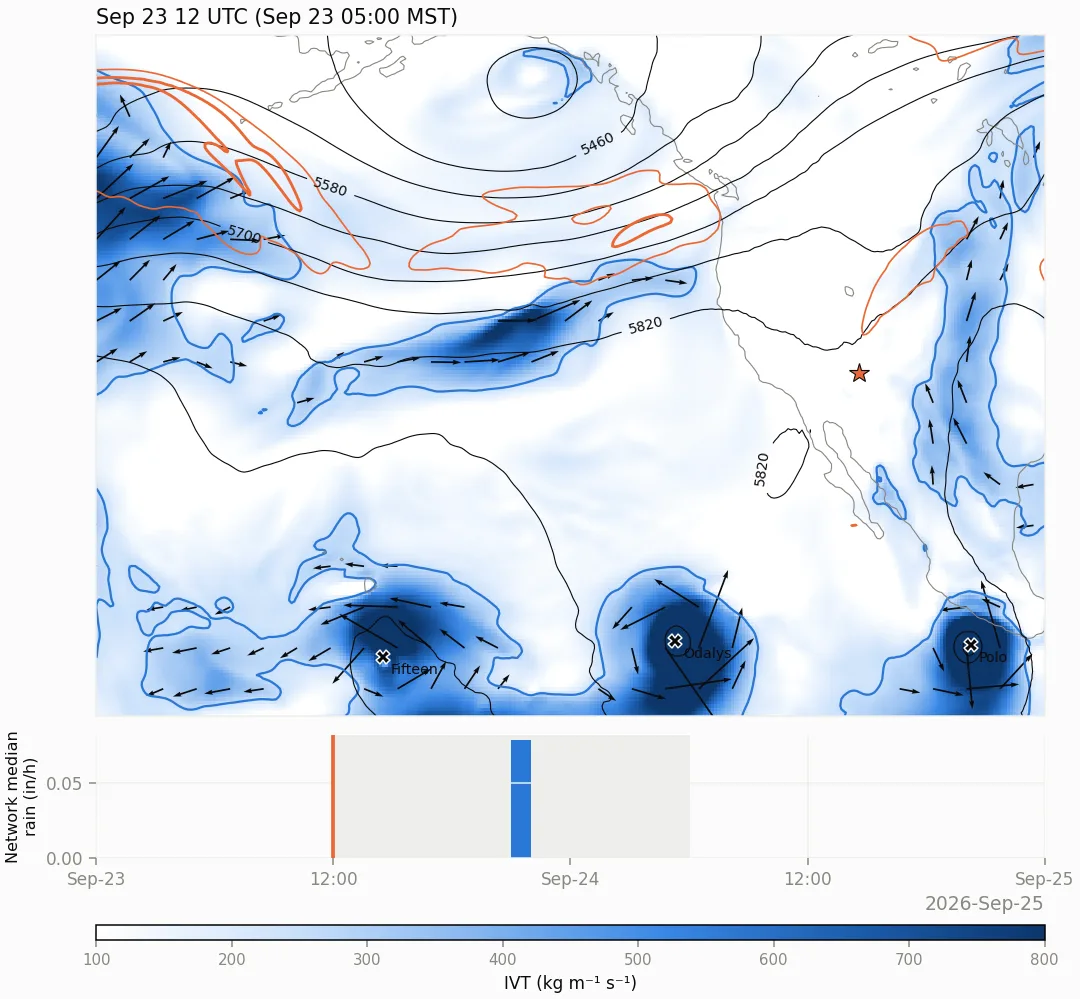 Sep 23 12 UTC (Sep 23 05:00 MST)
5460
5580
5700
5820
5820
Fifteen
Odalys
Polo
Network median
rain (in/h)
0.05
0.00
Sep-23
12:00
Sep-24
12:00
Sep-25
2026-Sep-25
100
200
300
400
500
600
700
800
IVT (kg m⁻¹ s⁻¹)